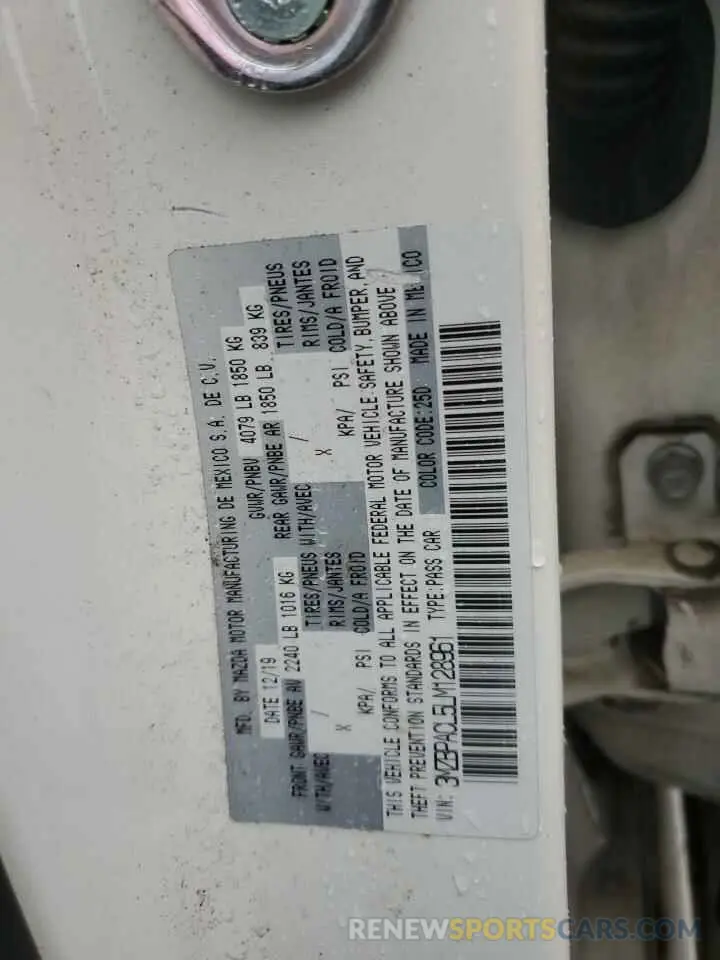 MFD. BY MAZDA MOTOR MANUFACTURING DE MEXICO S.A. DE C.V.
DATE 12/19 GVWR/PNBV 4079 LB 1850 KG
FRONT GAWR/PNBE AV 2240 LB 1016 KG REAR GAWR/PNBE AR 1850 LB 839 KG
WITH/AVEC / TIRES/PNEUS WITH/AVEC / TIRES/PNEUS
X RIMS/JANTES X RIMS/JANTES
KPA/ PSI COLD/A FROID KPA/ PSI COLD/A FROID
THIS VEHICLE CONFORMS TO ALL APPLICABLE FEDERAL MOTOR VEHICLE SAFETY, BUMPER, AND
THEFT PREVENTION STANDARDS IN EFFECT ON THE DATE OF MANUFACTURE SHOWN ABOVE
VIN: 3MZBPACL5LM128961 TYPE: PASS CAR COLOR CODE: 25D MADE IN MEXICO
RENEWSPORTSCARS.COM